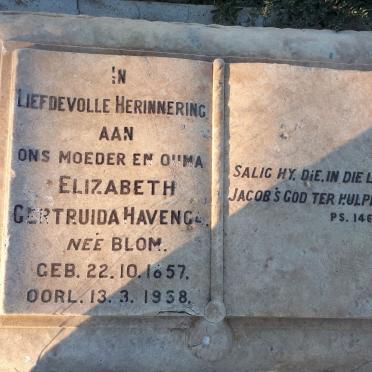 IN
LIEFDEVOLLE HERINNERING
AAN
ONS MOEDER EN OUMA
ELIZABETH
GERTRUIDA HAVENGA
NEE BLOM.
GEB. 22.10.1857.
OORL. 13.3.1938.
SALIG HY, DIE, IN DIE
JACOB'S GOD TER HULPE
PS. 146